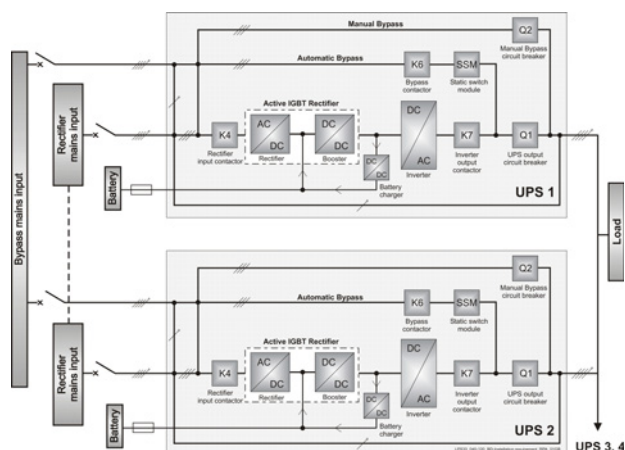 Manual Bypass
Q2
Manual Bypass
circuit breaker
Automatic Bypass
K6
SSM
Bypass
contactor
Static switch
module
Active IGBT Rectifier
K4
AC
DC
DC
DC
DC
AC
K7
Q1
Rectifier
input contactor
Rectifier
Booster
DC
DC
Battery
charger
Inverter
Inverter
output
contactor
UPS output
circuit breaker
UPS 1
Bypass mains input
Rectifier
mains input
Battery
Load
Q2
Manual Bypass
circuit breaker
Automatic Bypass
K6
SSM
Bypass
contactor
Static switch
module
Active IGBT Rectifier
K4
AC
DC
DC
DC
DC
AC
K7
Q1
Rectifier
input contactor
Rectifier
Booster
DC
DC
Battery
charger
Inverter
Inverter
output
contactor
UPS output
circuit breaker
UPS 2
Rectifier
mains input
Battery
UPS 3, 4